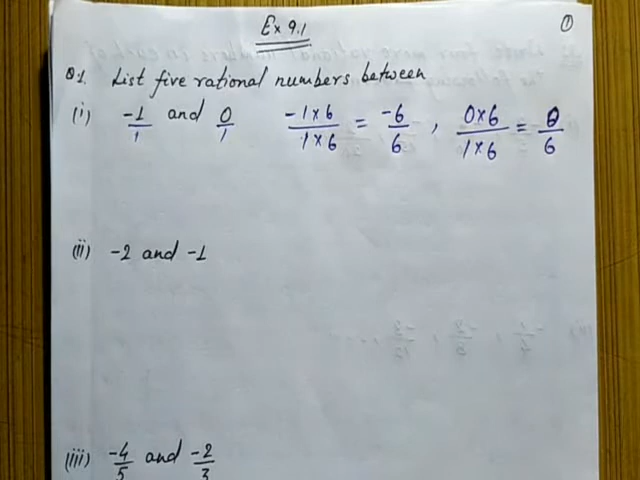 Ex 9.1
①
Q.1. List five rational numbers between
(i) -1/1 and 0/1 -1×6/1×6 = -6/6 , 0×6/1×6 = 0/6
(ii) -2 and -1
(iii) -4/5 and -2/3